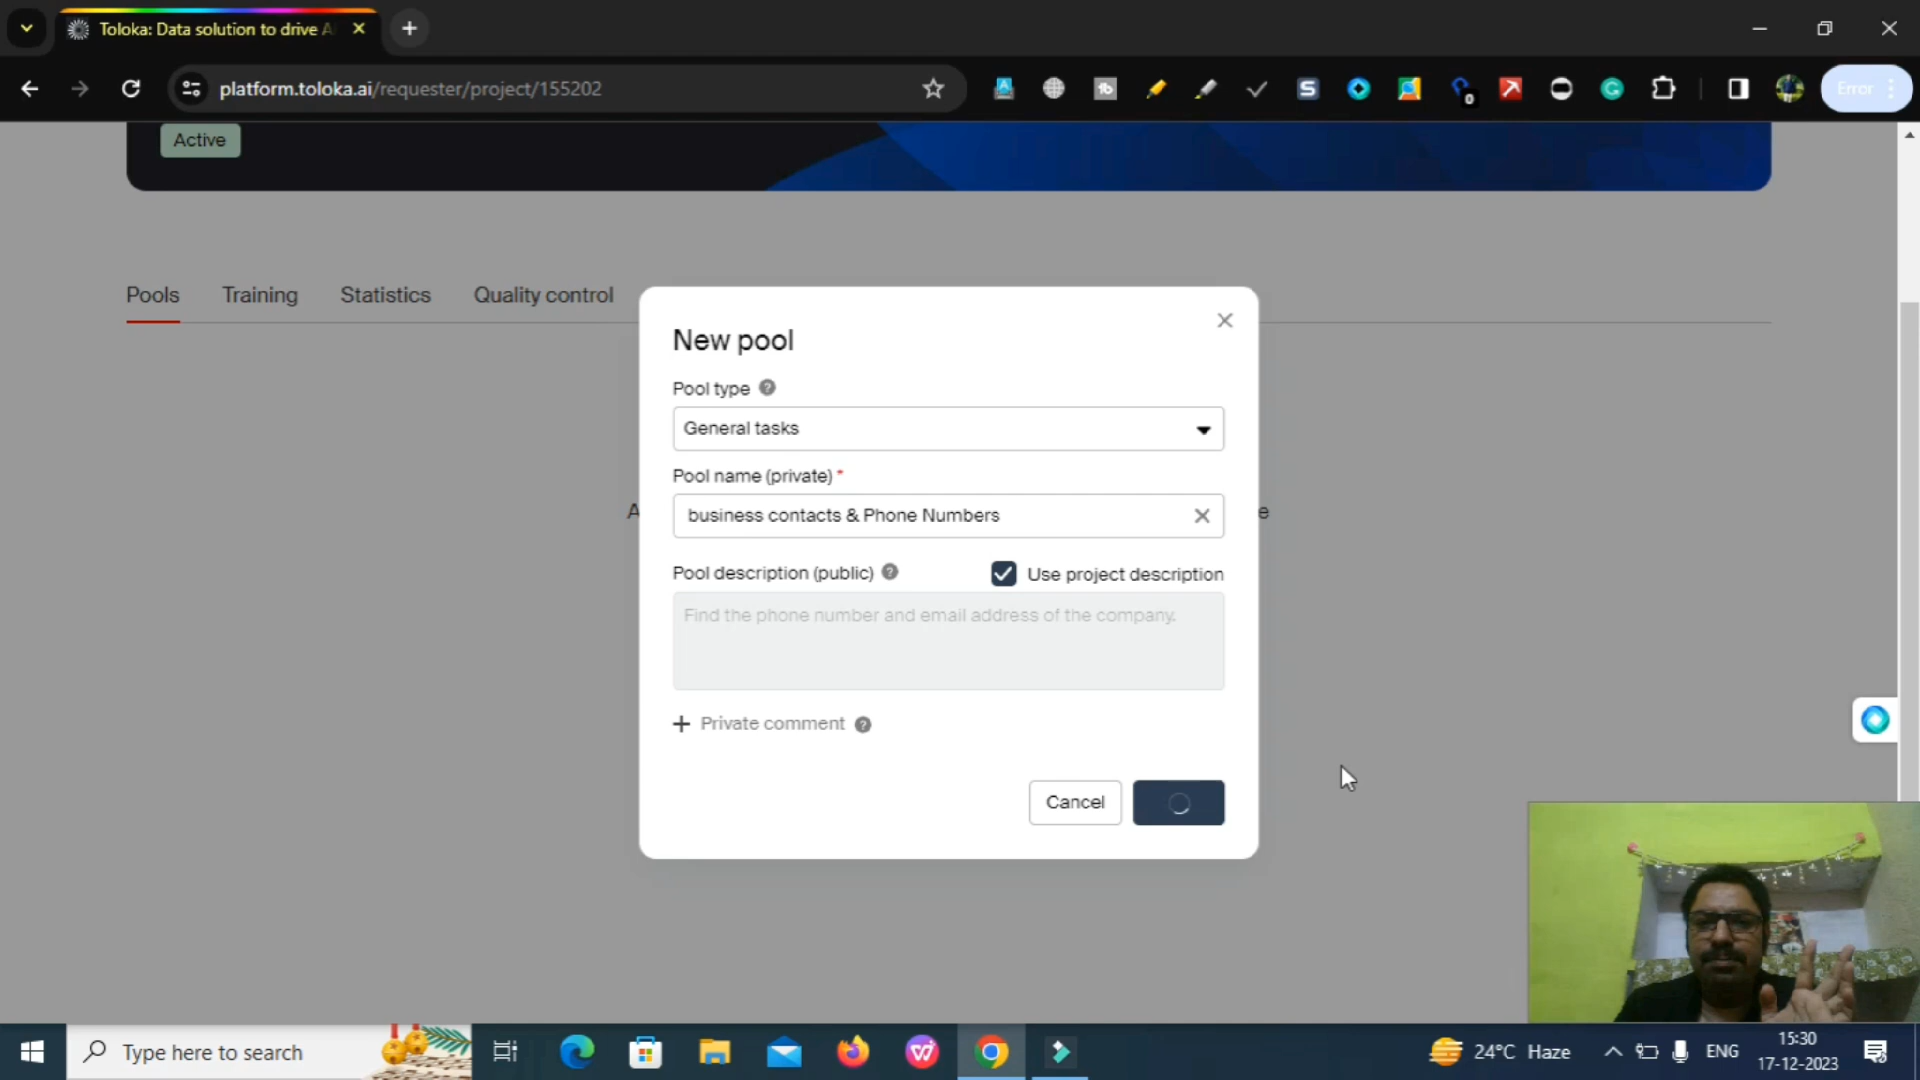 Toloka: Data solution to drive A
platform.toloka.ai/requester/project/155202
Error
Active
Pools
Training
Statistics
Quality control
New pool
Pool type
General tasks
Pool name (private) *
business contacts & Phone Numbers
A
e
Pool description (public)
Use project description
Find the phone number and email address of the company.
+ Private comment
Cancel
Type here to search
24°C Haze
ENG
15:30
17-12-2023